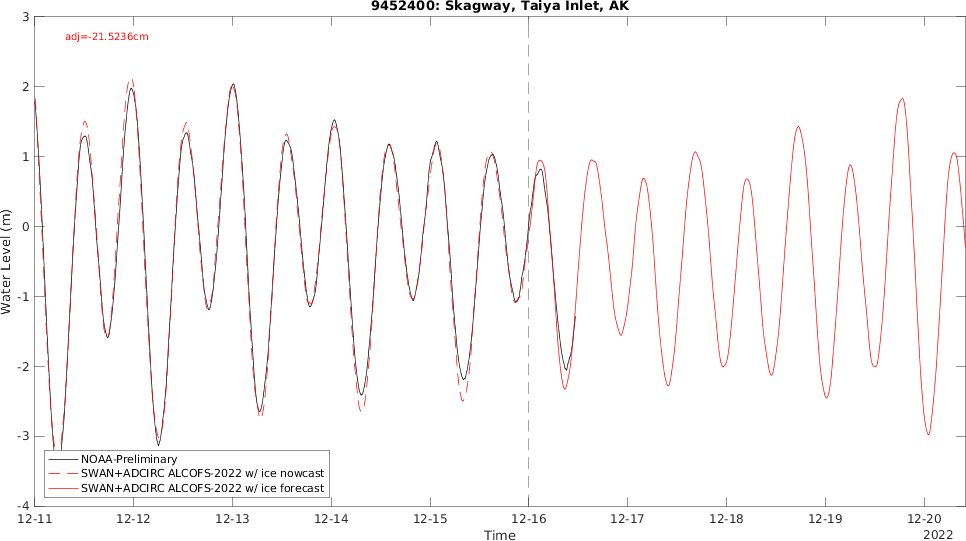 9452400: Skagway, Taiya Inlet, AK
adj=-21.5236cm
3
2
1
0
-1
-2
-3
-4
Water Level (m)
NOAA-Preliminary
SWAN+ADCIRC ALCOFS-2022 w/ ice nowcast
SWAN+ADCIRC ALCOFS-2022 w/ ice forecast
12-11 12-12 12-13 12-14 12-15 12-16 12-17 12-18 12-19 12-20
Time
2022